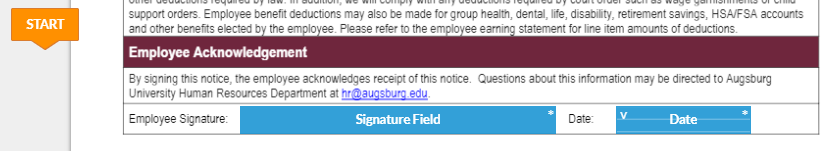 other deductions required by law. In addition, we will comply with any deductions required by court order such as wage garnishments or child
START
support orders. Employee benefit deductions may also be made for group health, dental, life, disability, retirement savings, HSA/FSA accounts
and other benefits elected by the employee. Please refer to the employee earning statement for line item amounts of deductions.
Employee Acknowledgement
By signing this notice, the employee acknowledges receipt of this notice. Questions about this information may be directed to Augsburg
University Human Resources Department at hr@augsburg.edu.
Employee Signature: Signature Field * Date: v Date *